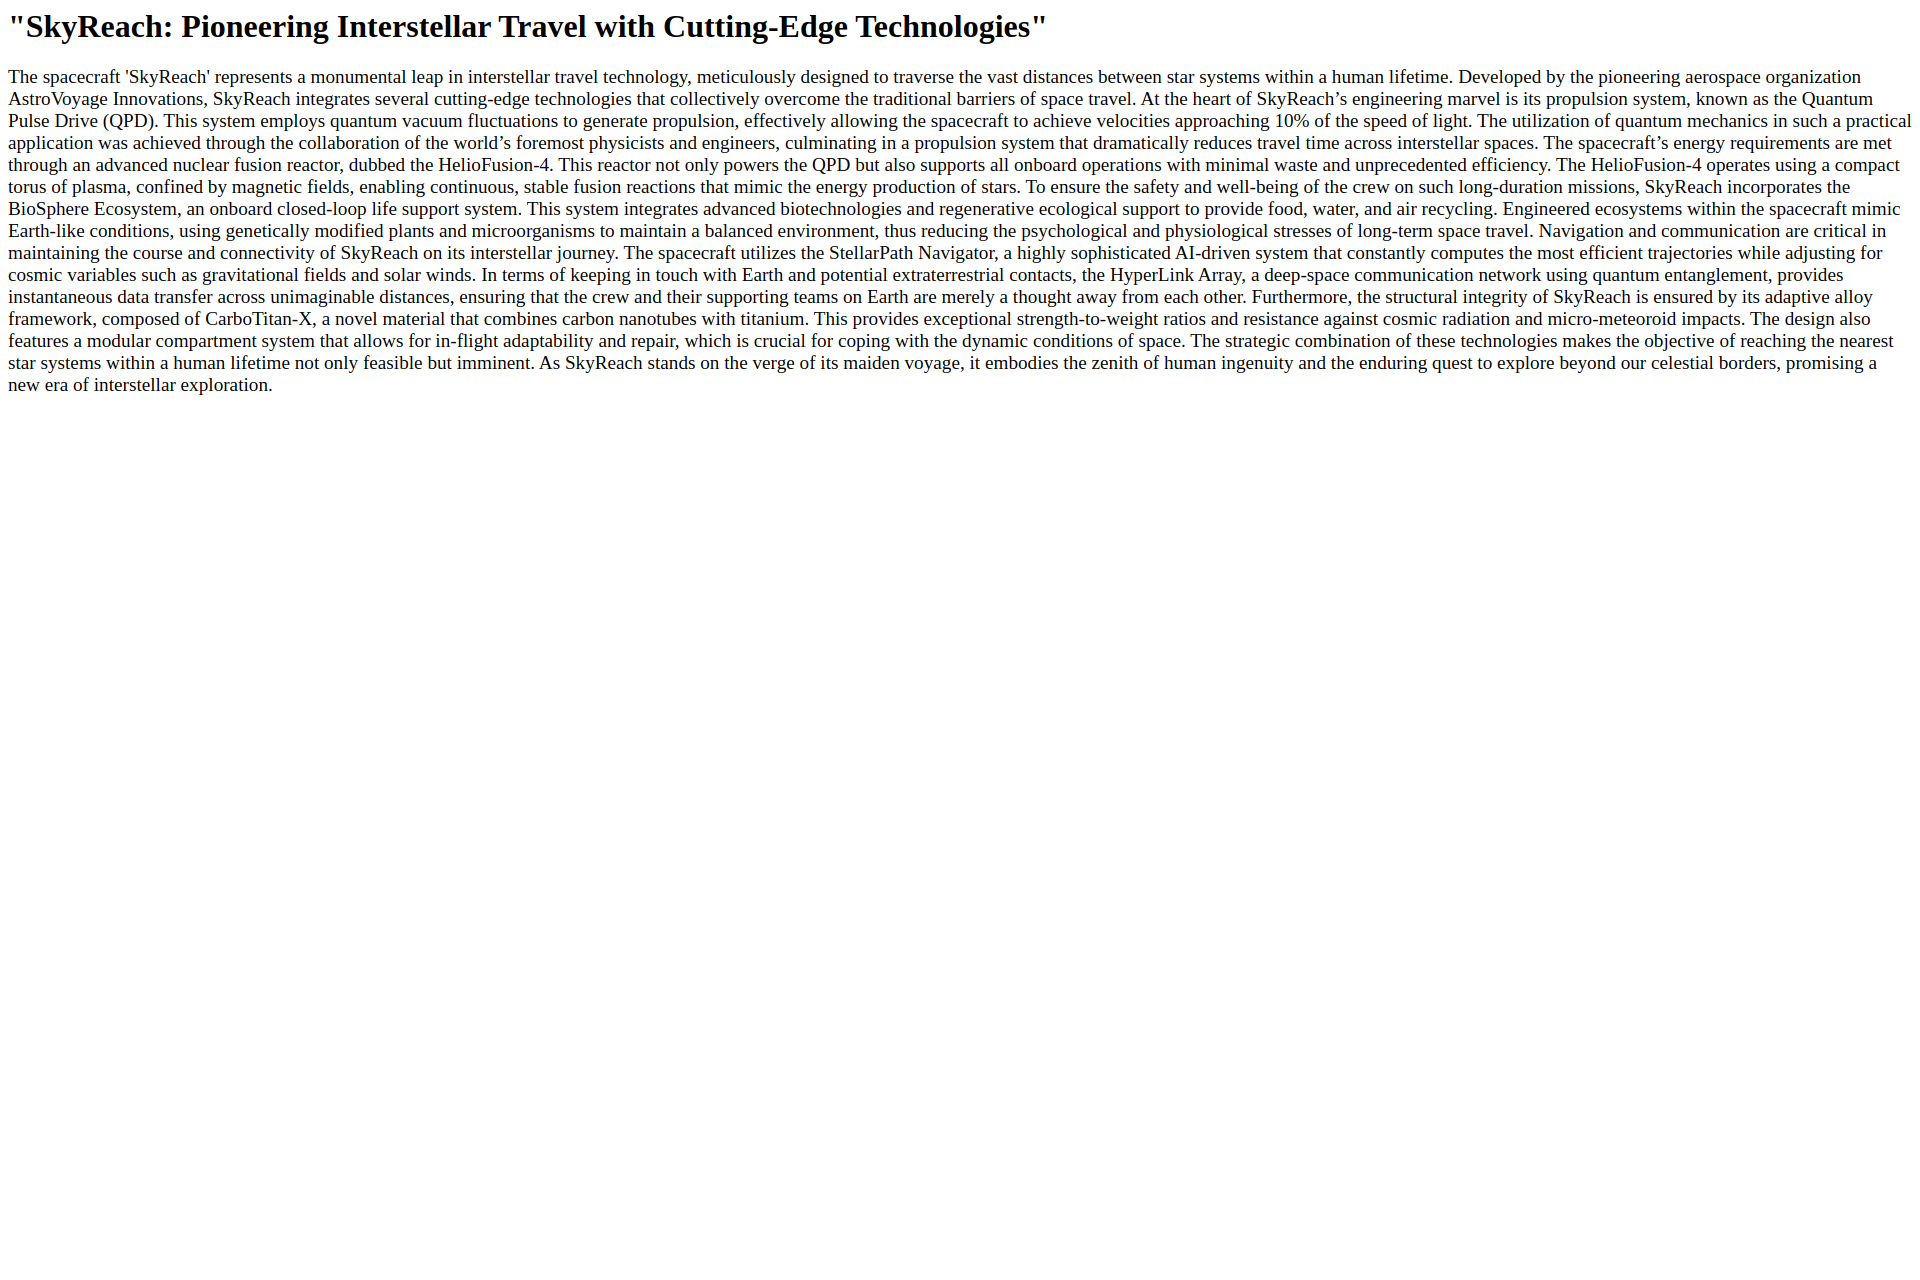 "SkyReach: Pioneering Interstellar Travel with Cutting-Edge Technologies"
The spacecraft 'SkyReach' represents a monumental leap in interstellar travel technology, meticulously designed to traverse the vast distances between star systems within a human lifetime. Developed by the pioneering aerospace organization
AstroVoyage Innovations, SkyReach integrates several cutting-edge technologies that collectively overcome the traditional barriers of space travel. At the heart of SkyReach’s engineering marvel is its propulsion system, known as the Quantum
Pulse Drive (QPD). This system employs quantum vacuum fluctuations to generate propulsion, effectively allowing the spacecraft to achieve velocities approaching 10% of the speed of light. The utilization of quantum mechanics in such a practical
application was achieved through the collaboration of the world’s foremost physicists and engineers, culminating in a propulsion system that dramatically reduces travel time across interstellar spaces. The spacecraft’s energy requirements are met
through an advanced nuclear fusion reactor, dubbed the HelioFusion-4. This reactor not only powers the QPD but also supports all onboard operations with minimal waste and unprecedented efficiency. The HelioFusion-4 operates using a compact
torus of plasma, confined by magnetic fields, enabling continuous, stable fusion reactions that mimic the energy production of stars. To ensure the safety and well-being of the crew on such long-duration missions, SkyReach incorporates the
BioSphere Ecosystem, an onboard closed-loop life support system. This system integrates advanced biotechnologies and regenerative ecological support to provide food, water, and air recycling. Engineered ecosystems within the spacecraft mimic
Earth-like conditions, using genetically modified plants and microorganisms to maintain a balanced environment, thus reducing the psychological and physiological stresses of long-term space travel. Navigation and communication are critical in
maintaining the course and connectivity of SkyReach on its interstellar journey. The spacecraft utilizes the StellarPath Navigator, a highly sophisticated AI-driven system that constantly computes the most efficient trajectories while adjusting for
cosmic variables such as gravitational fields and solar winds. In terms of keeping in touch with Earth and potential extraterrestrial contacts, the HyperLink Array, a deep-space communication network using quantum entanglement, provides
instantaneous data transfer across unimaginable distances, ensuring that the crew and their supporting teams on Earth are merely a thought away from each other. Furthermore, the structural integrity of SkyReach is ensured by its adaptive alloy
framework, composed of CarboTitan-X, a novel material that combines carbon nanotubes with titanium. This provides exceptional strength-to-weight ratios and resistance against cosmic radiation and micro-meteoroid impacts. The design also
features a modular compartment system that allows for in-flight adaptability and repair, which is crucial for coping with the dynamic conditions of space. The strategic combination of these technologies makes the objective of reaching the nearest
star systems within a human lifetime not only feasible but imminent. As SkyReach stands on the verge of its maiden voyage, it embodies the zenith of human ingenuity and the enduring quest to explore beyond our celestial borders, promising a
new era of interstellar exploration.